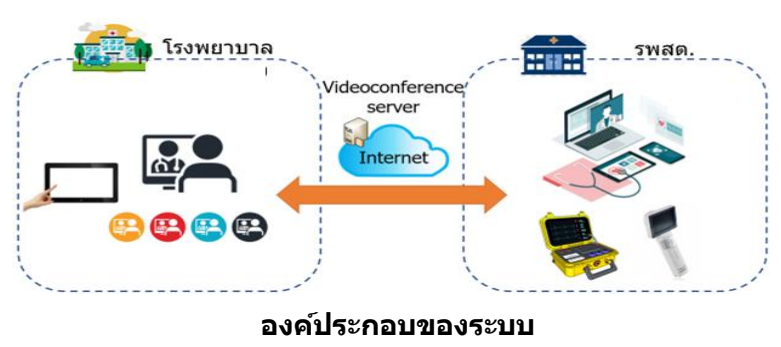 โรงพยาบาล
รพสต.
Videoconference
server
Internet
องค์ประกอบของระบบ